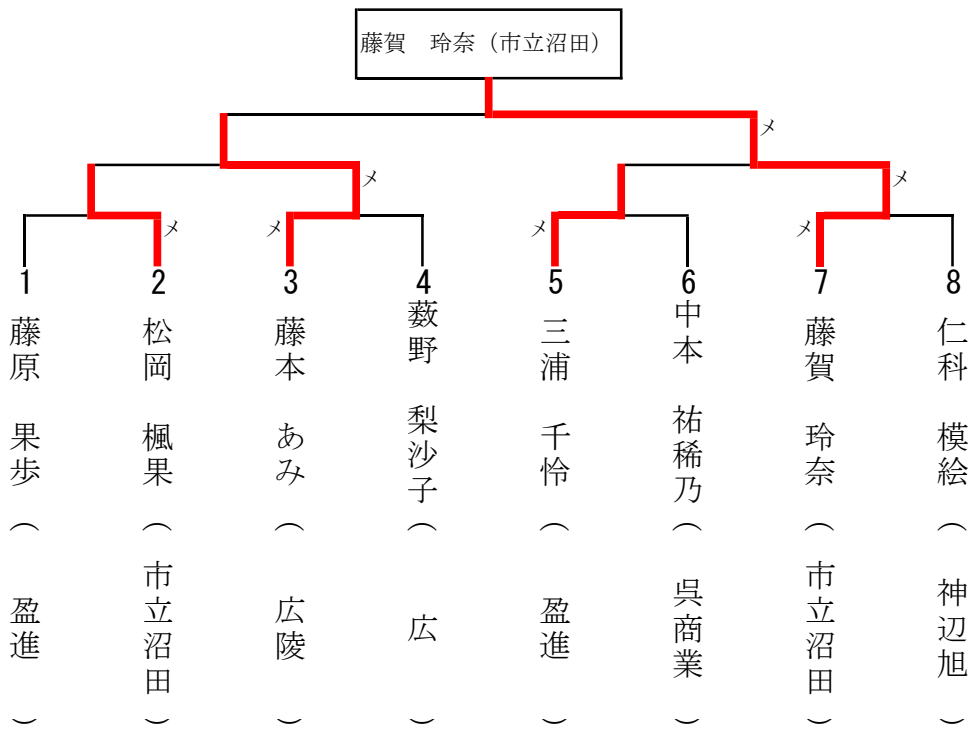 藤賀　玲奈（市立沼田）
メ
メ
メ
メ
メ
メ
メ
1
2
3
4
5
6
7
8
藤原　果歩（盈進）
松岡　楓果（市立沼田）
藤本　あみ（広陵）
薮野　梨沙子（広）
三浦　千怜（盈進）
中本　祐稀乃（呉商業）
藤賀　玲奈（市立沼田）
仁科　模絵（神辺旭）